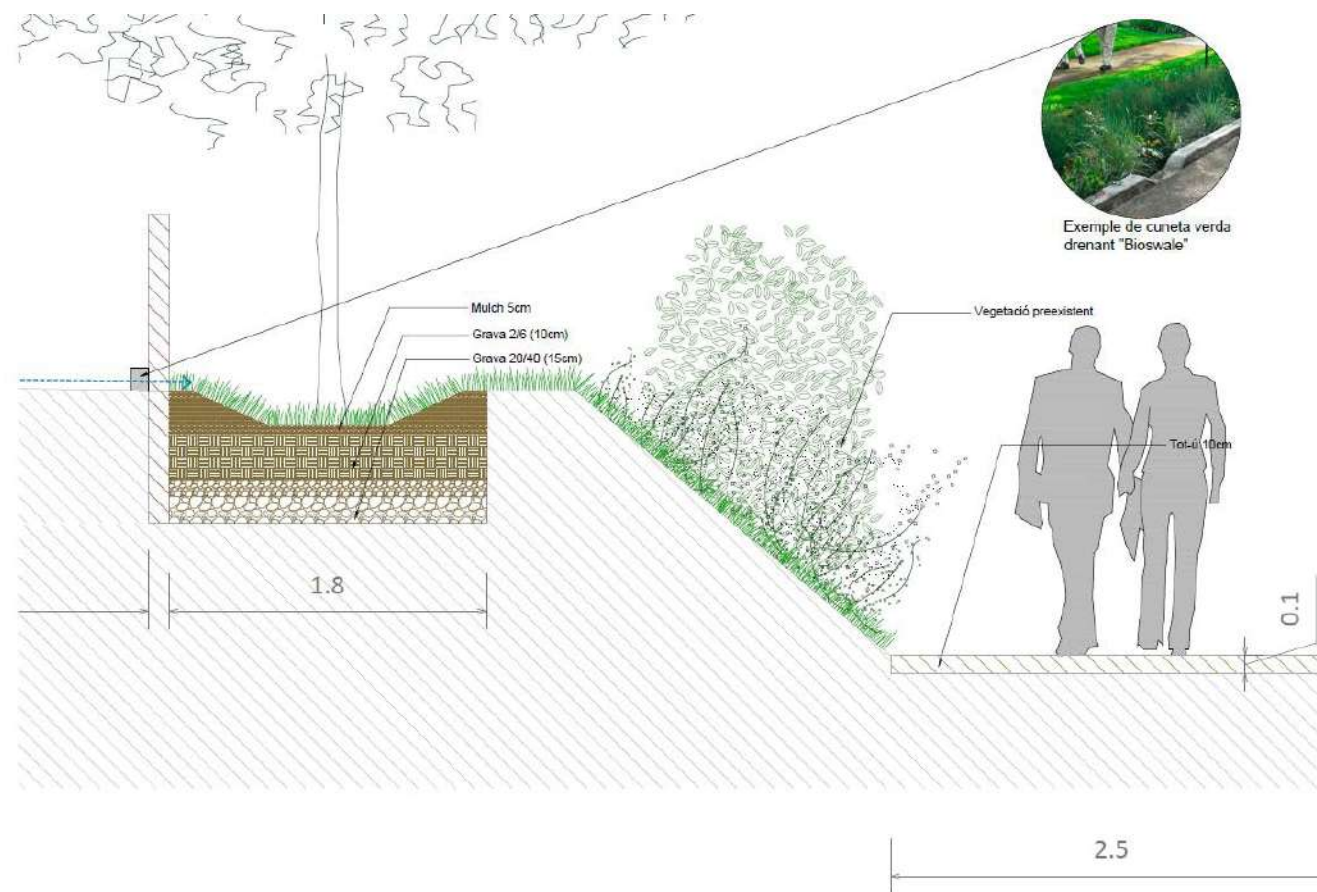 Exemple de cuneta verda
drenant "Bioswale"
Mulch 5cm
Grava 2/6 (10cm)
Grava 20/40 (15cm)
Vegetació preexistent
Tot-ú 10cm
1.8
0.1
2.5